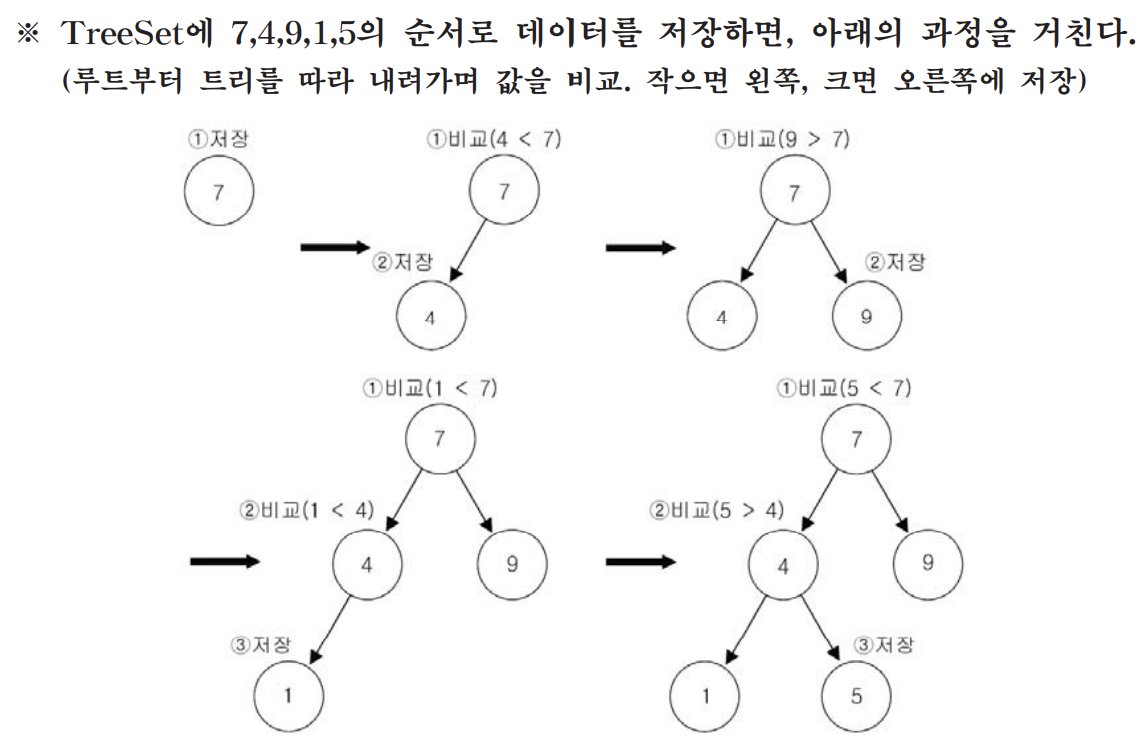 ※ TreeSet에 7,4,9,1,5의 순서로 데이터를 저장하면, 아래의 과정을 거친다.
(루트부터 트리를 따라 내려가며 값을 비교. 작으면 왼쪽, 크면 오른쪽에 저장)
①저장
7
①비교(4 < 7)
7
②저장
4
①비교(9 > 7)
7
②저장
4
9
①비교(1 < 7)
7
②비교(1 < 4)
4
9
③저장
1
①비교(5 < 7)
7
②비교(5 > 4)
4
9
③저장
1
5